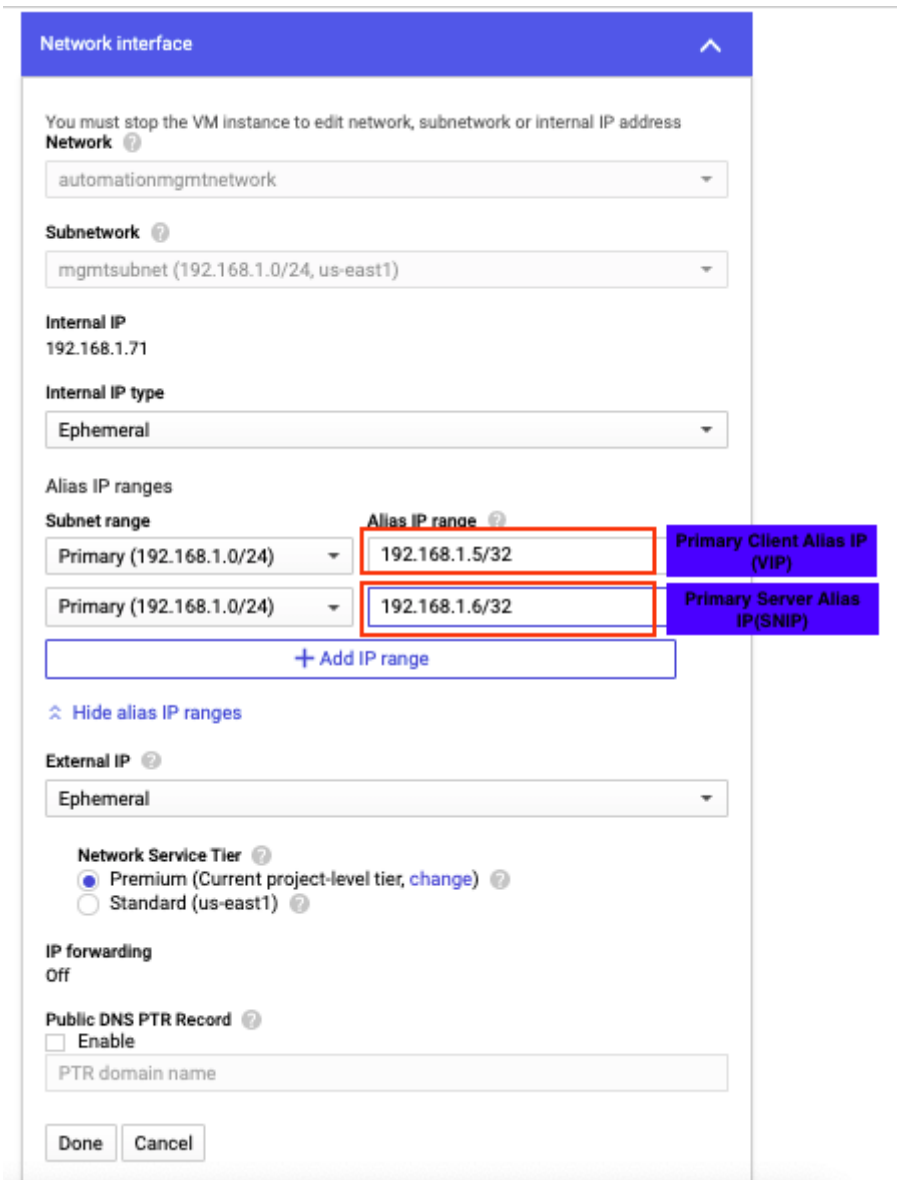 Network interface
You must stop the VM instance to edit network, subnetwork or internal IP address
Network ?
automationmgmtnetwork
Subnetwork ?
mgmtsubnet (192.168.1.0/24, us-east1)
Internal IP
192.168.1.71
Internal IP type
Ephemeral
Alias IP ranges
Subnet range Alias IP range ?
Primary (192.168.1.0/24) 192.168.1.5/32 Primary Client Alias IP
(VIP)
Primary (192.168.1.0/24) 192.168.1.6/32 Primary Server Alias
IP(SNIP)
+ Add IP range
Hide alias IP ranges
External IP ?
Ephemeral
Network Service Tier ?
Premium (Current project-level tier, change) ?
Standard (us-east1) ?
IP forwarding
Off
Public DNS PTR Record ?
Enable
PTR domain name
Done Cancel